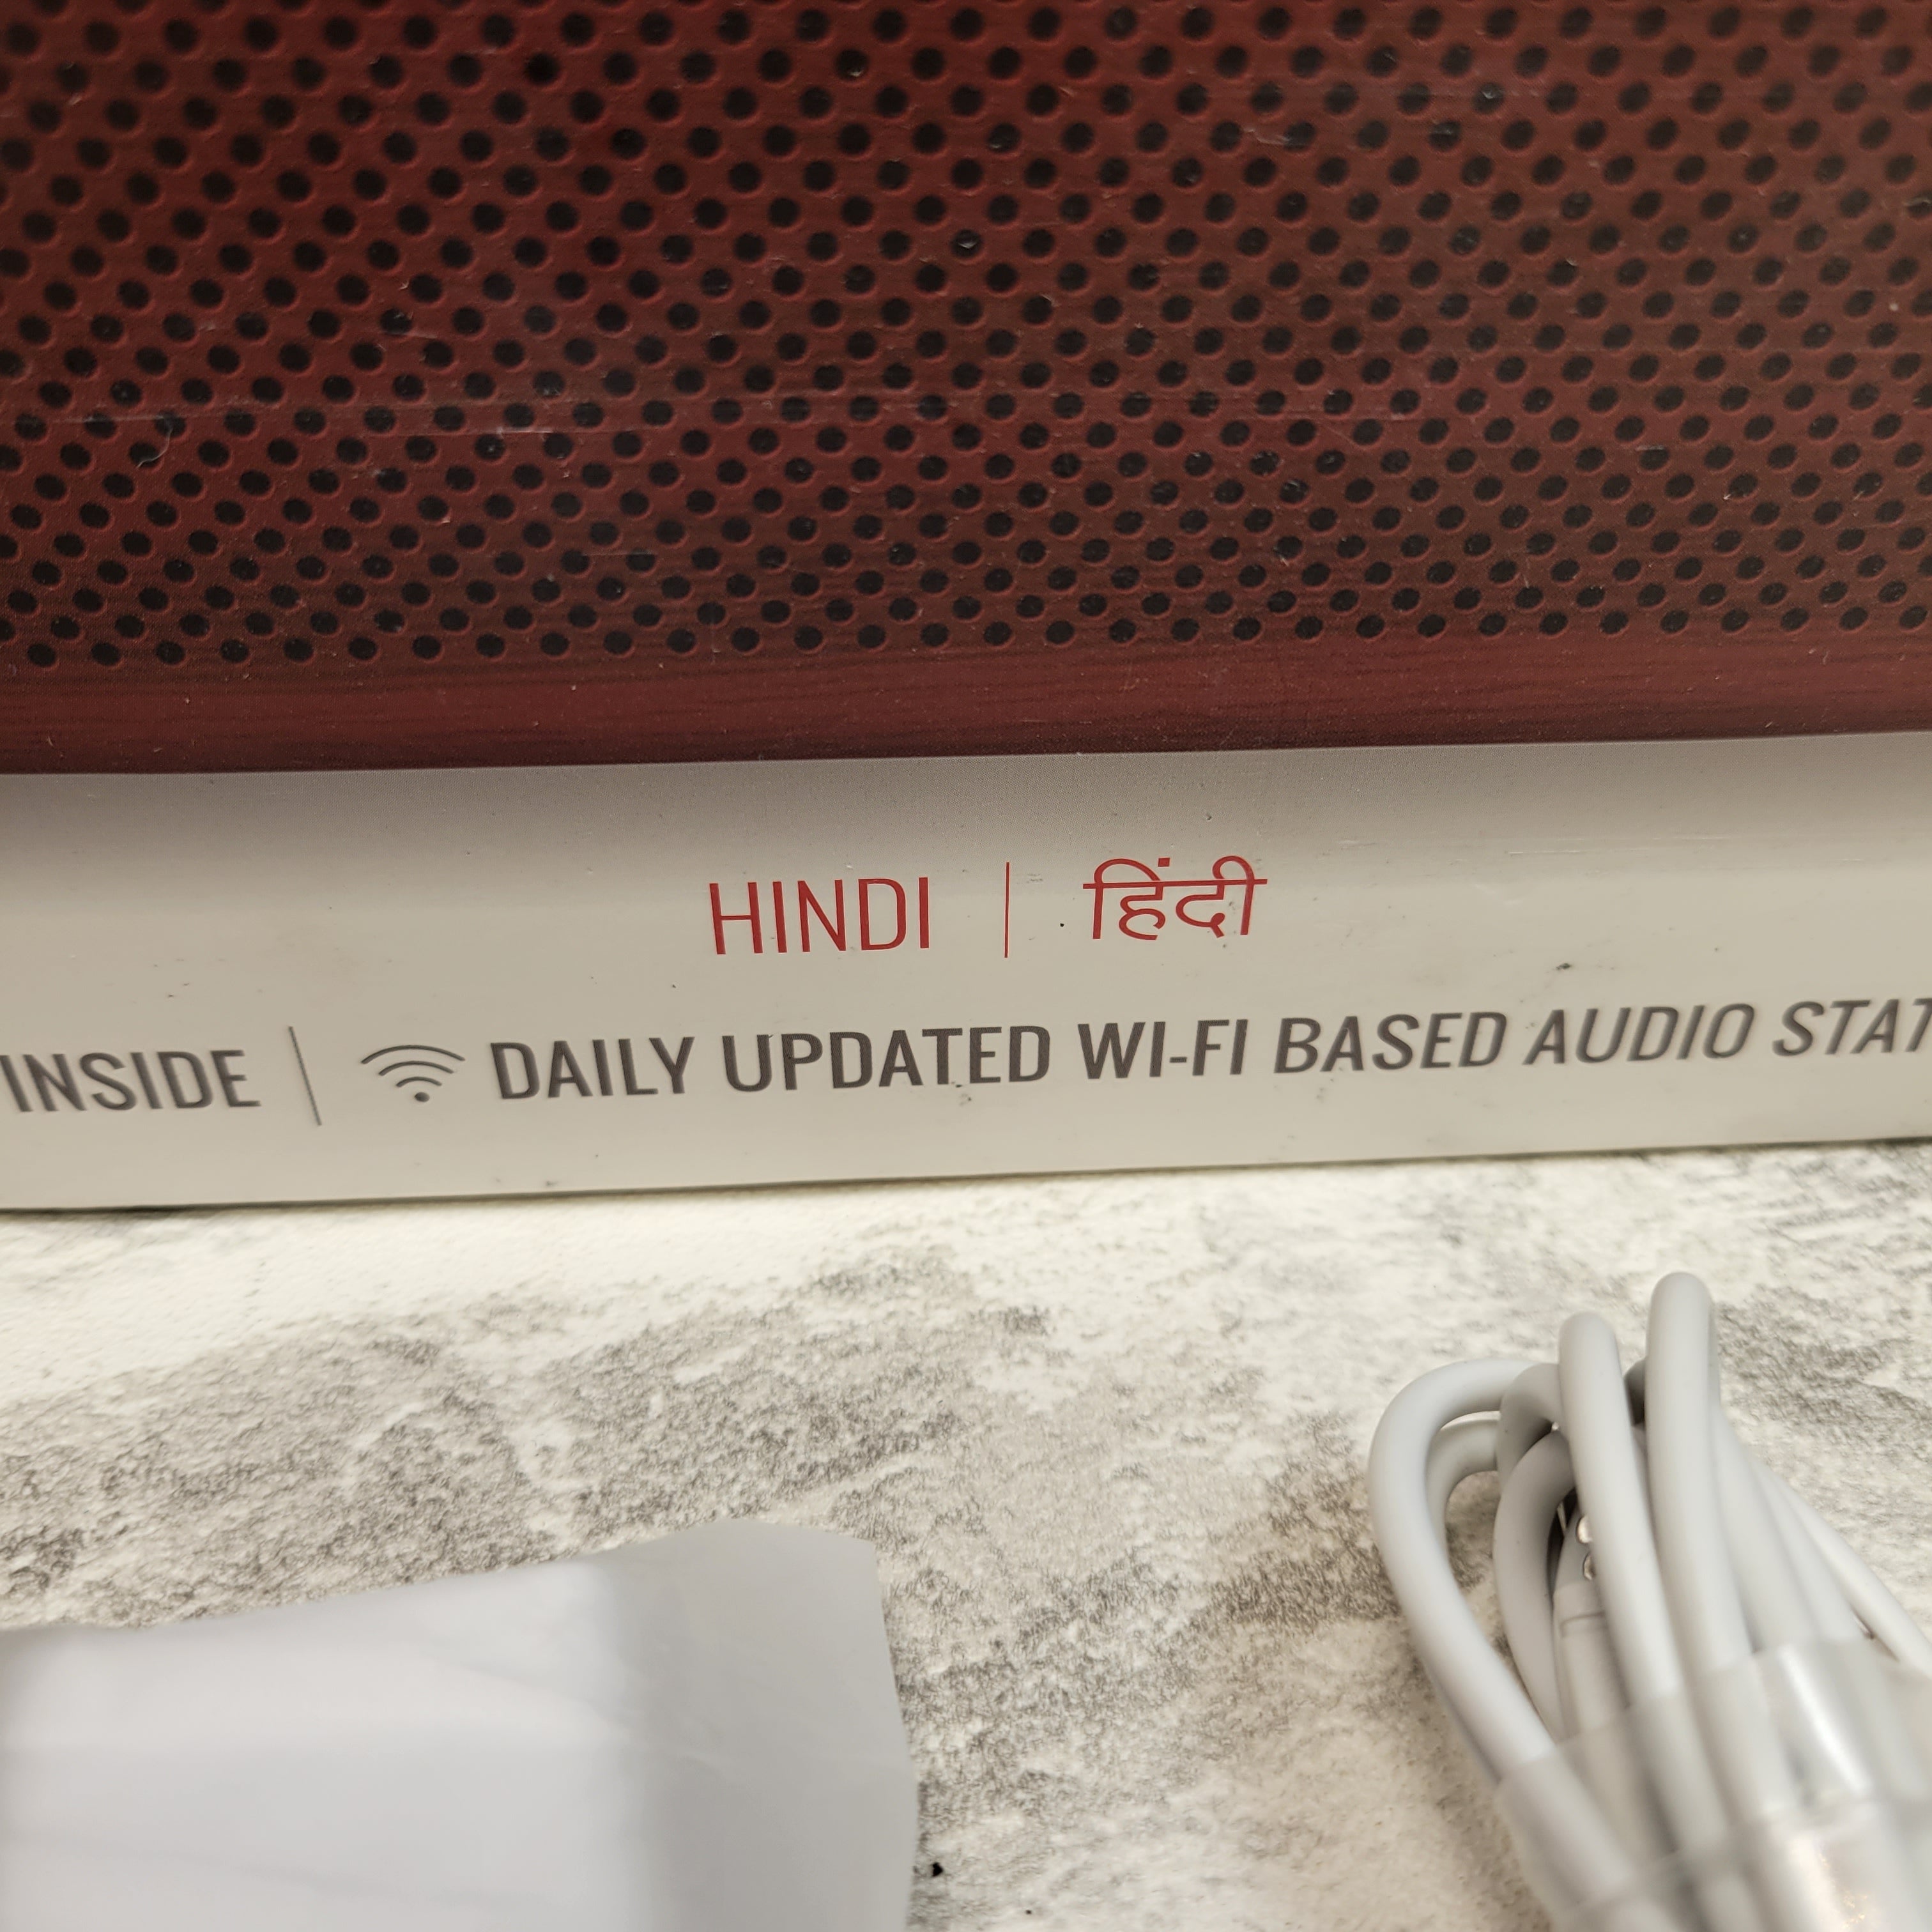 HINDI | हिंदी
INSIDE | DAILY UPDATED WI-FI BASED AUDIO STAT